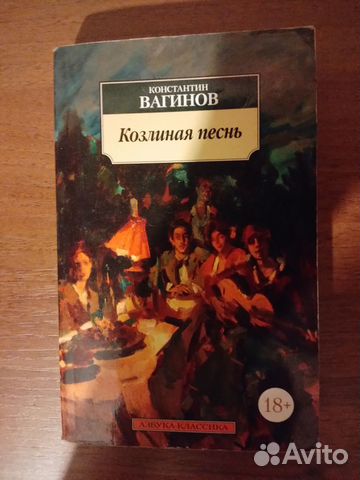 КОНСТАНТИН
ВАГИНОВ
Козлиная песнь
18+
АЗБУКА-КЛАССИКА
Avito